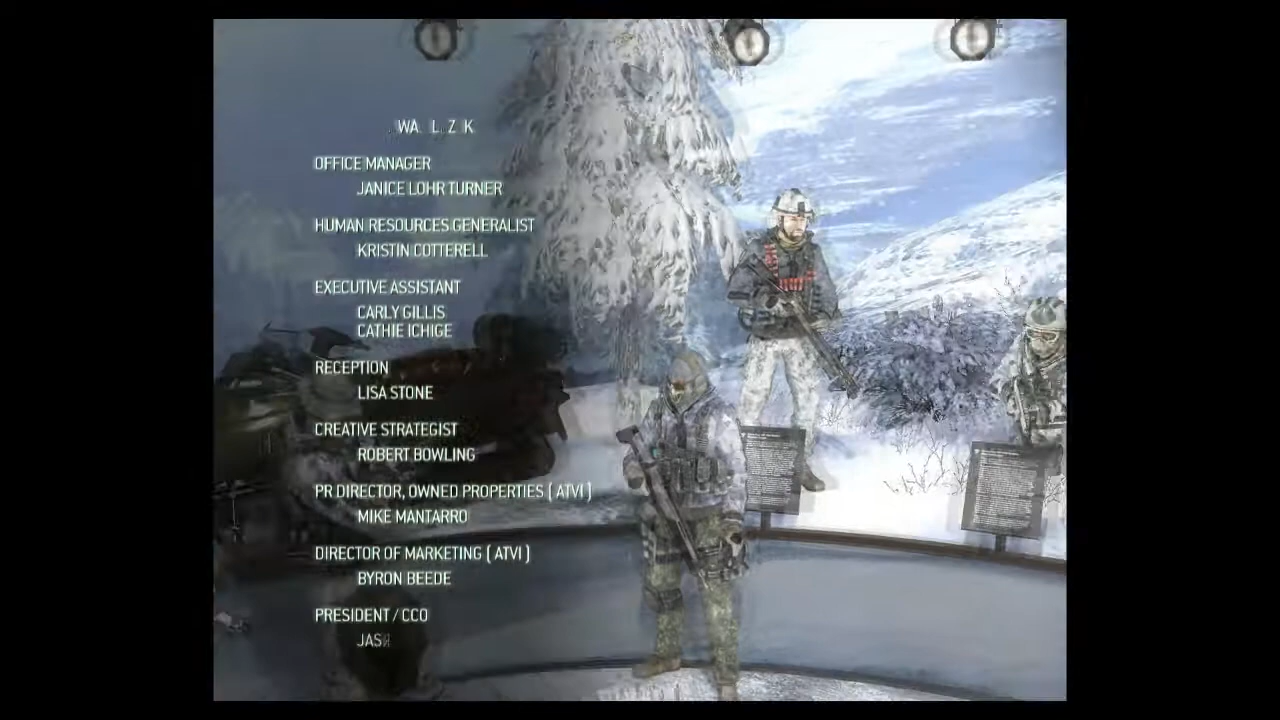 OFFICE MANAGER
JANICE LOHR TURNER
HUMAN RESOURCES GENERALIST
KRISTIN COTTERELL
EXECUTIVE ASSISTANT
CARLY GILLIS
CATHIE ICHIGE
RECEPTION
LISA STONE
CREATIVE STRATEGIST
ROBERT BOWLING
PR DIRECTOR, OWNED PROPERTIES ( ATVI )
MIKE MANTARRO
DIRECTOR OF MARKETING ( ATVI )
BYRON BEEDE
PRESIDENT / CCO
JAS